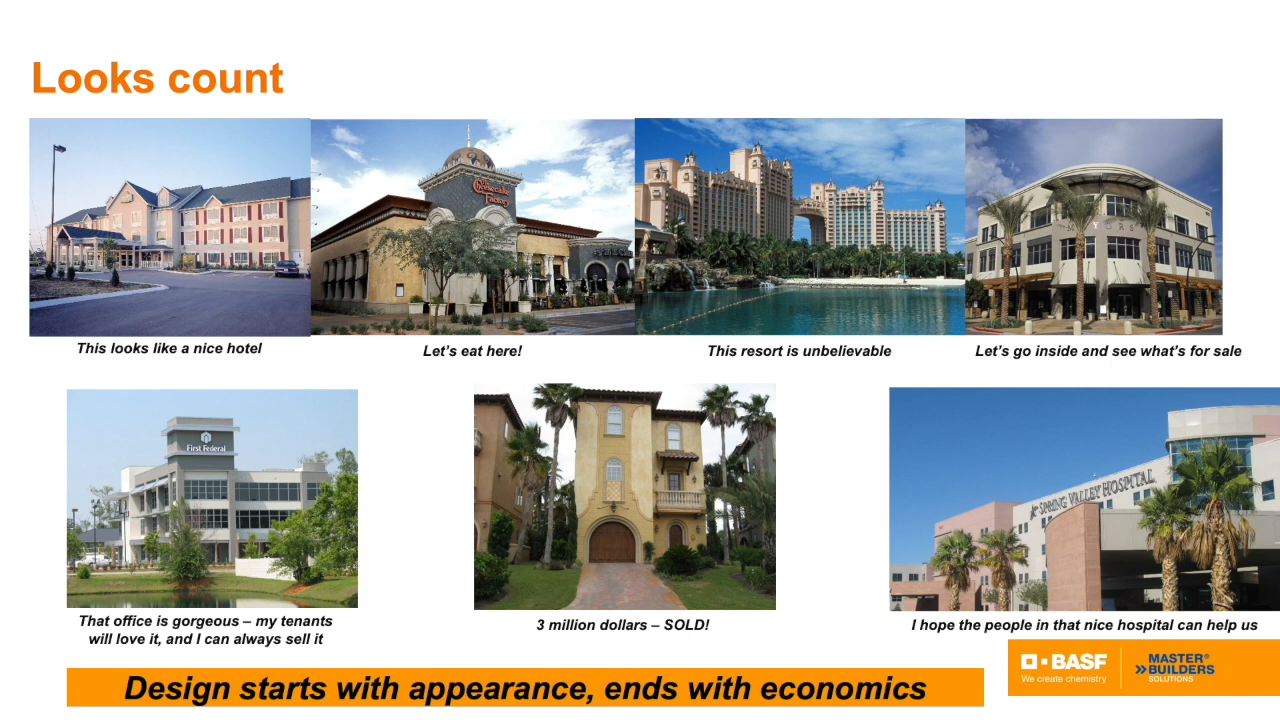 Looks count
The
Cheesecake
Factory
M Y O R S
This looks like a nice hotel
Let's eat here!
This resort is unbelievable
Let's go inside and see what's for sale
First Federal
SPRING VALLEY HOSPITAL
That office is gorgeous – my tenants
will love it, and I can always sell it
3 million dollars – SOLD!
I hope the people in that nice hospital can help us
Design starts with appearance, ends with economics
BASF
We create chemistry
MASTER®
BUILDERS
SOLUTIONS